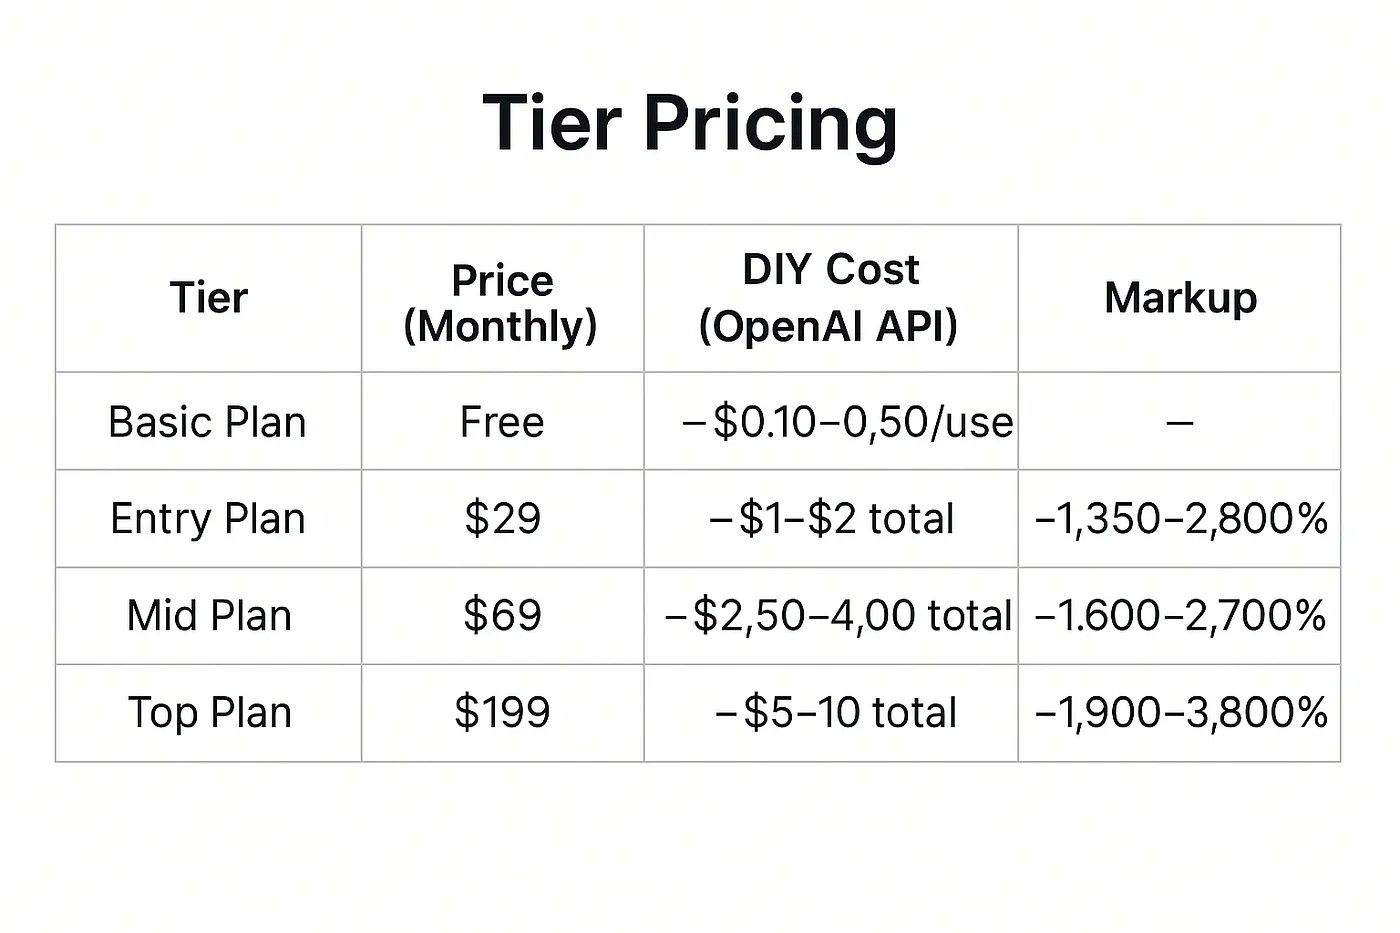 Tier Pricing
Tier
Price
(Monthly)
DIY Cost
(OpenAI API)
Markup
Basic Plan
Free
–$0.10–0,50/use
—
Entry Plan
$29
–$1–$2 total
–1,350–2,800%
Mid Plan
$69
–$2,50–4,00 total
–1.600–2,700%
Top Plan
$199
–$5–10 total
–1,900–3,800%